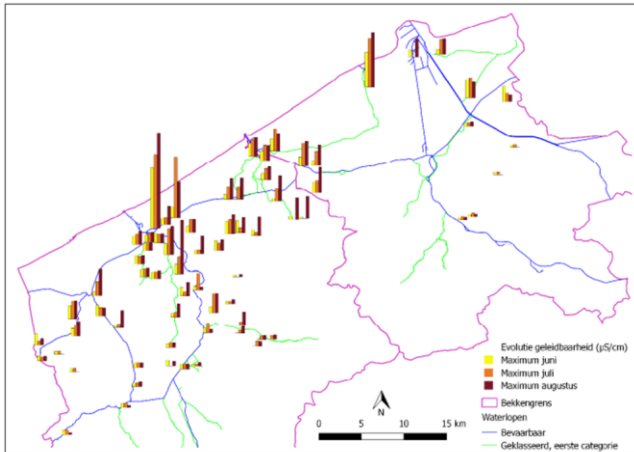 Evolutie geleidbaarheid (µS/cm)
Maximum juni
Maximum juli
Maximum augustus
Bekkengrens
Waterlopen
Bevaarbaar
Geklasseerd, eerste categorie
N
0 5 10 15 km